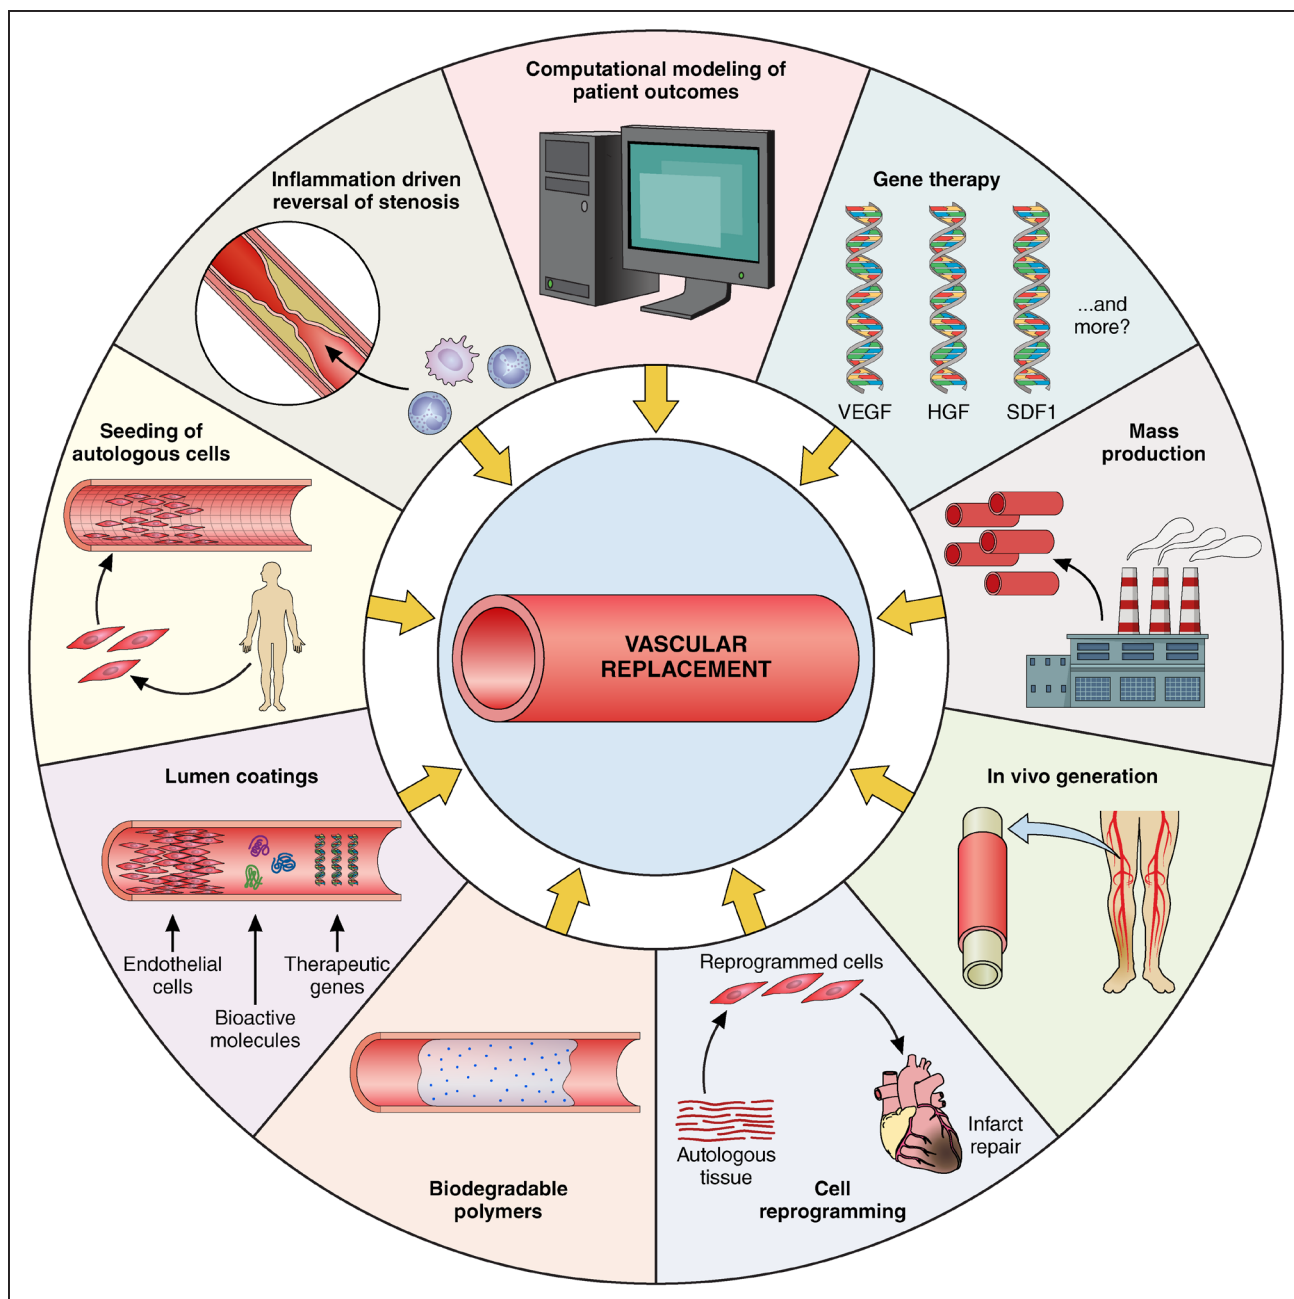 Computational modeling of
patient outcomes
Gene therapy
VEGF
HGF
SDF1
...and
more?
Mass
production
In vivo generation
Reprogrammed cells
Autologous
tissue
Infarct
repair
Cell
reprogramming
Biodegradable
polymers
Lumen coatings
Endothelial
cells
Bioactive
molecules
Therapeutic
genes
Seeding of
autologous cells
Inflammation driven
reversal of stenosis
VASCULAR
REPLACEMENT